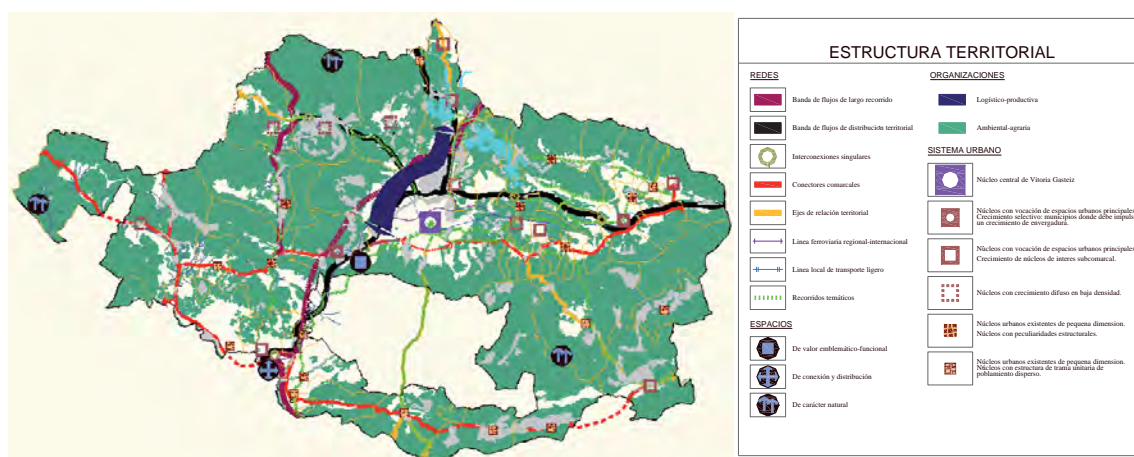 ESTRUCTURA TERRITORIAL
REDES
Banda de flujos de largo recorrido
Banda de flujos de distribución territorial
Interconexiones singulares
Conectores comarcales
Ejes de relación territorial
Linea ferroviaria regional-internacional
Línea local de transporte ligero
Recorridos temáticos
ESPACIOS
De valor emblemático-funcional
De conexión y distribución
De carácter natural
ORGANIZACIONES
Logístico-productiva
Ambiental-agraria
SISTEMA URBANO
Núcleo central de Vitoria Gasteiz
Núcleos con vocación de espacios urbanos principales
Crecimiento selectivo: municipios donde debe impuls
un crecimiento de envergadura.
Núcleos con vocación de espacios urbanos principales
Crecimiento de núcleos de interes subcomarcal.
Núcleos con crecimiento difuso en baja densidad.
Núcleos urbanos existentes de pequena dimension.
Núcleos con peculiaridades estructurales.
Núcleos urbanos existentes de pequena dimension.
Núcleos con estructura de trama unitaria de
poblamiento disperso.